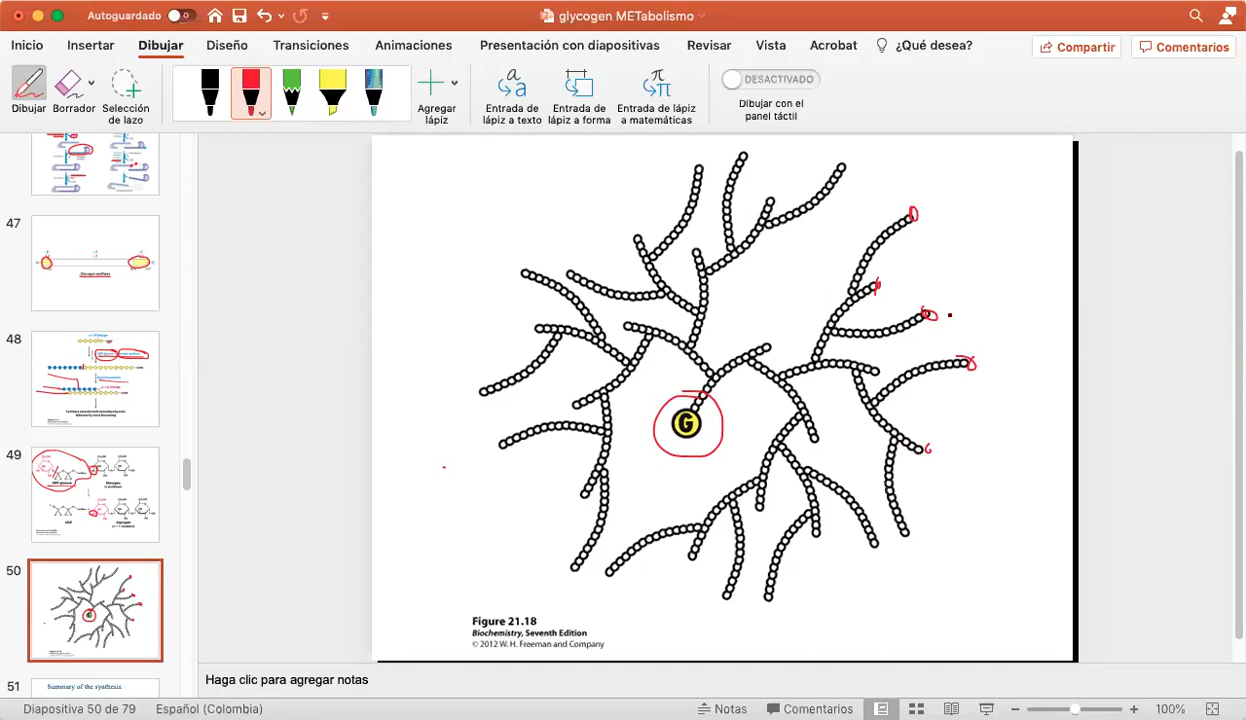 Autoguardado
glycogen METabolismo
Inicio Insertar Dibujar Diseño Transiciones Animaciones Presentación con diapositivas Revisar Vista Acrobat ¿Qué desea? Compartir Comentarios
Dibujar Borrador Selección de lazo
Agregar lápiz
Entrada de lápiz a texto
Entrada de lápiz a forma
Entrada de lápiz a matemáticas
DESACTIVADO
Dibujar con el panel táctil
47
Glycogen synthase
48
49
50
51
Summary of the synthesis
G
Figure 21.18
Biochemistry, Seventh Edition
© 2012 W. H. Freeman and Company
Haga clic para agregar notas
Diapositiva 50 de 79 Español (Colombia) Notas Comentarios 100%